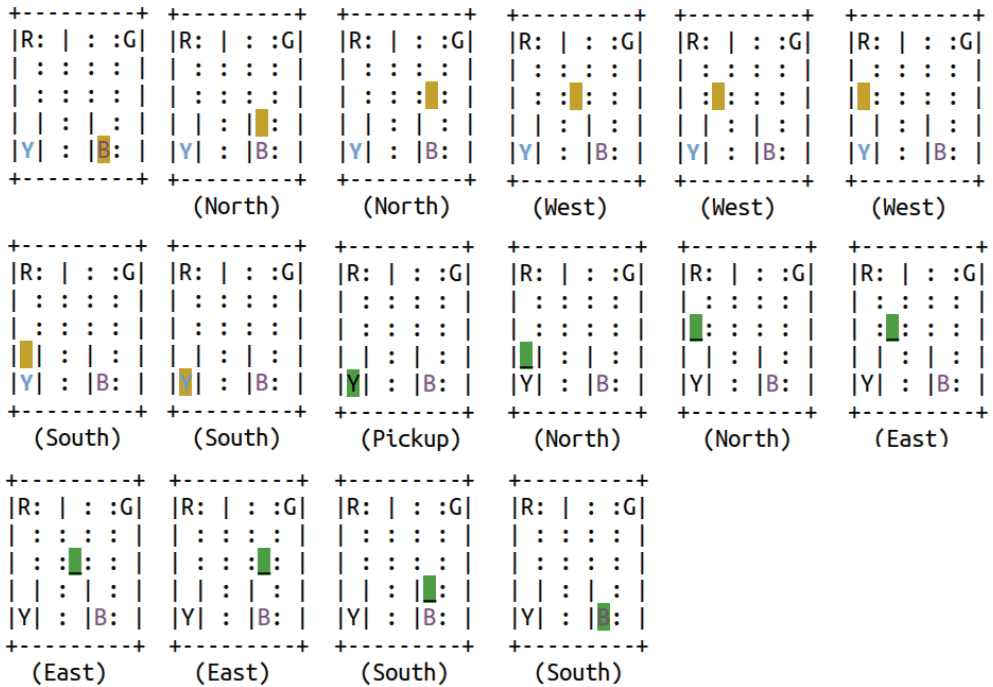 +---------+
|R: | : :G|
| : : : : |
| : : : : |
| | : | : |
|Y| : |B: |
+---------+
+---------+
|R: | : :G|
| : : : : |
| : : : : |
| | : | : |
|Y| : |B: |
+---------+
(North)
+---------+
|R: | : :G|
| : : : : |
| : : : : |
| | : | : |
|Y| : |B: |
+---------+
(North)
+---------+
|R: | : :G|
| : : : : |
| : : : : |
| | : | : |
|Y| : |B: |
+---------+
(West)
+---------+
|R: | : :G|
| : : : : |
| : : : : |
| | : | : |
|Y| : |B: |
+---------+
(West)
+---------+
|R: | : :G|
| : : : : |
| : : : : |
| | : | : |
|Y| : |B: |
+---------+
(West)
+---------+
|R: | : :G|
| : : : : |
| : : : : |
| | : | : |
|Y| : |B: |
+---------+
(South)
+---------+
|R: | : :G|
| : : : : |
| : : : : |
| | : | : |
|Y| : |B: |
+---------+
(South)
+---------+
|R: | : :G|
| : : : : |
| : : : : |
| | : | : |
|Y| : |B: |
+---------+
(Pickup)
+---------+
|R: | : :G|
| : : : : |
| : : : : |
|_| : | : |
|Y| : |B: |
+---------+
(North)
+---------+
|R: | : :G|
| : : : : |
|_: : : : |
| | : | : |
|Y| : |B: |
+---------+
(North)
+---------+
|R: | : :G|
| : : : : |
| :_: : : |
| | : | : |
|Y| : |B: |
+---------+
(East)
+---------+
|R: | : :G|
| : : : : |
| : :_: : |
| | : | : |
|Y| : |B: |
+---------+
(East)
+---------+
|R: | : :G|
| : : : : |
| : : :_: |
| | : | : |
|Y| : |B: |
+---------+
(East)
+---------+
|R: | : :G|
| : : : : |
| : : : : |
| | : |_: |
|Y| : |B: |
+---------+
(South)
+---------+
|R: | : :G|
| : : : : |
| : : : : |
| | : | : |
|Y| : |B: |
+---------+
(South)